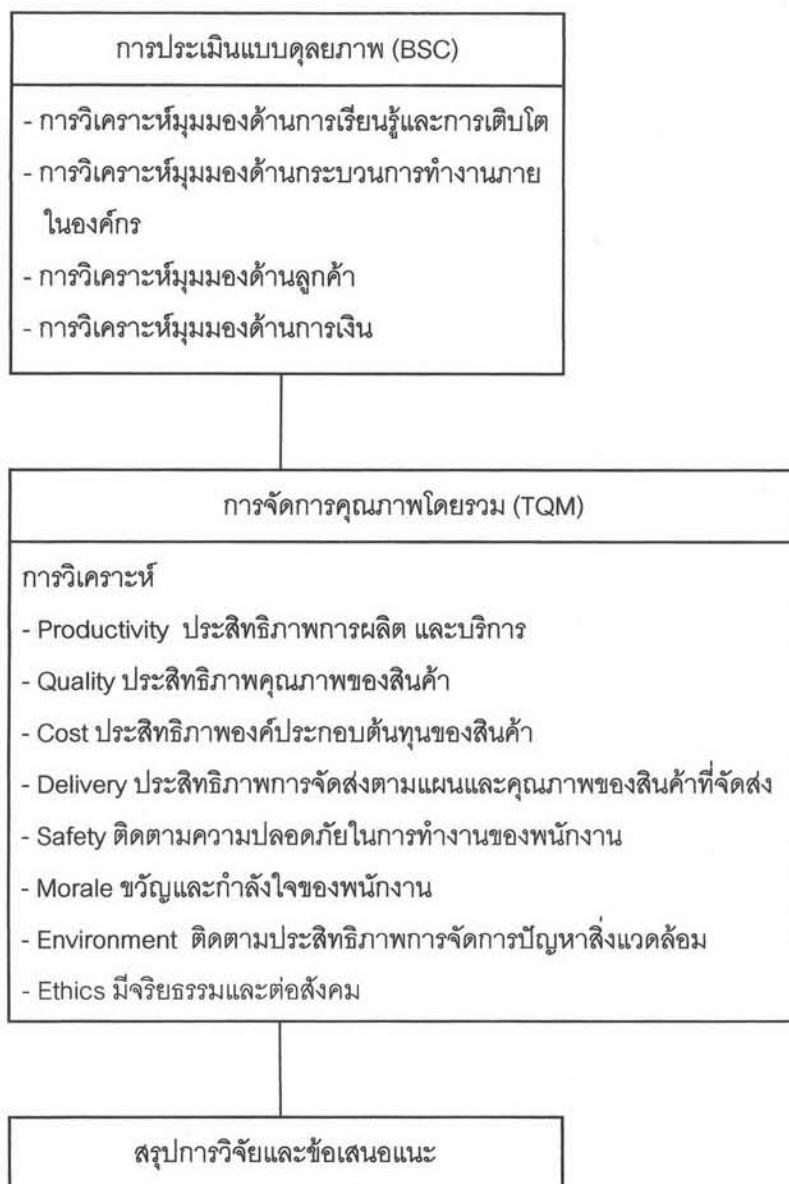 การประเมินแบบดุลยภาพ (BSC)
- การวิเคราะห์มุมมองด้านการเรียนรู้และการเติบโต
- การวิเคราะห์มุมมองด้านกระบวนการทำงานภาย
ในองค์กร
- การวิเคราะห์มุมมองด้านลูกค้า
- การวิเคราะห์มุมมองด้านการเงิน
การจัดการคุณภาพโดยรวม (TQM)
การวิเคราะห์
- Productivity ประสิทธิภาพการผลิต และบริการ
- Quality ประสิทธิภาพคุณภาพของสินค้า
- Cost ประสิทธิภาพองค์ประกอบต้นทุนของสินค้า
- Delivery ประสิทธิภาพการจัดส่งตามแผนและคุณภาพของสินค้าที่จัดส่ง
- Safety ติดตามความปลอดภัยในการทำงานของพนักงาน
- Morale ขวัญและกำลังใจของพนักงาน
- Environment ติดตามประสิทธิภาพการจัดการปัญหาสิ่งแวดล้อม
- Ethics มีจริยธรรมและต่อสังคม
สรุปการวิจัยและข้อเสนอแนะ